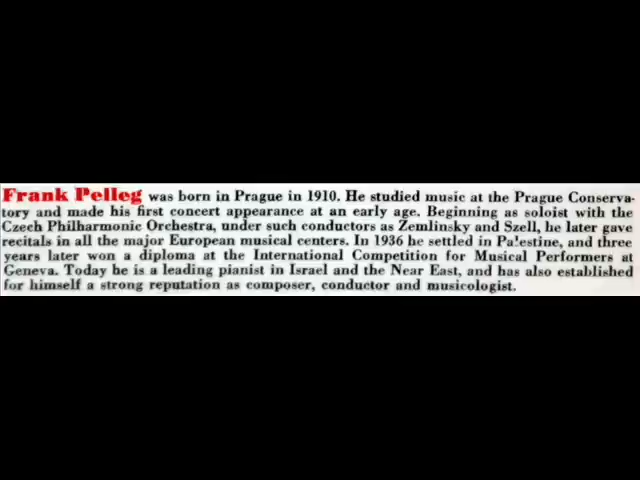 Frank Pelleg was born in Prague in 1910. He studied music at the Prague Conserva-
tory and made his first concert appearance at an early age. Beginning as soloist with the
Czech Philharmonic Orchestra, under such conductors as Zemlinsky and Szell, he later gave
recitals in all the major European musical centers. In 1936 he settled in Palestine, and three
years later won a diploma at the International Competition for Musical Performers at
Geneva. Today he is a leading pianist in Israel and the Near East, and has also established
for himself a strong reputation as composer, conductor and musicologist.